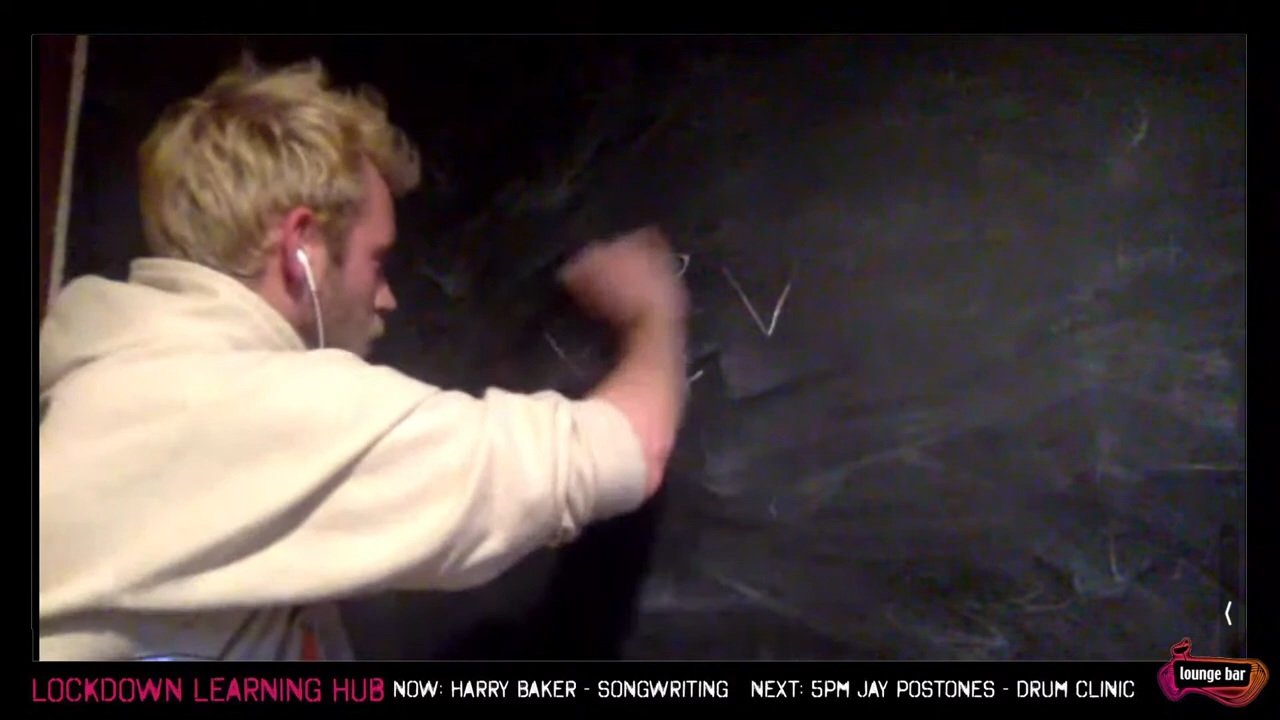 V
LOCKDOWN LEARNING HUB NOW: HARRY BAKER - SONGWRITING NEXT: 5PM JAY POSTONES - DRUM CLINIC
lounge bar